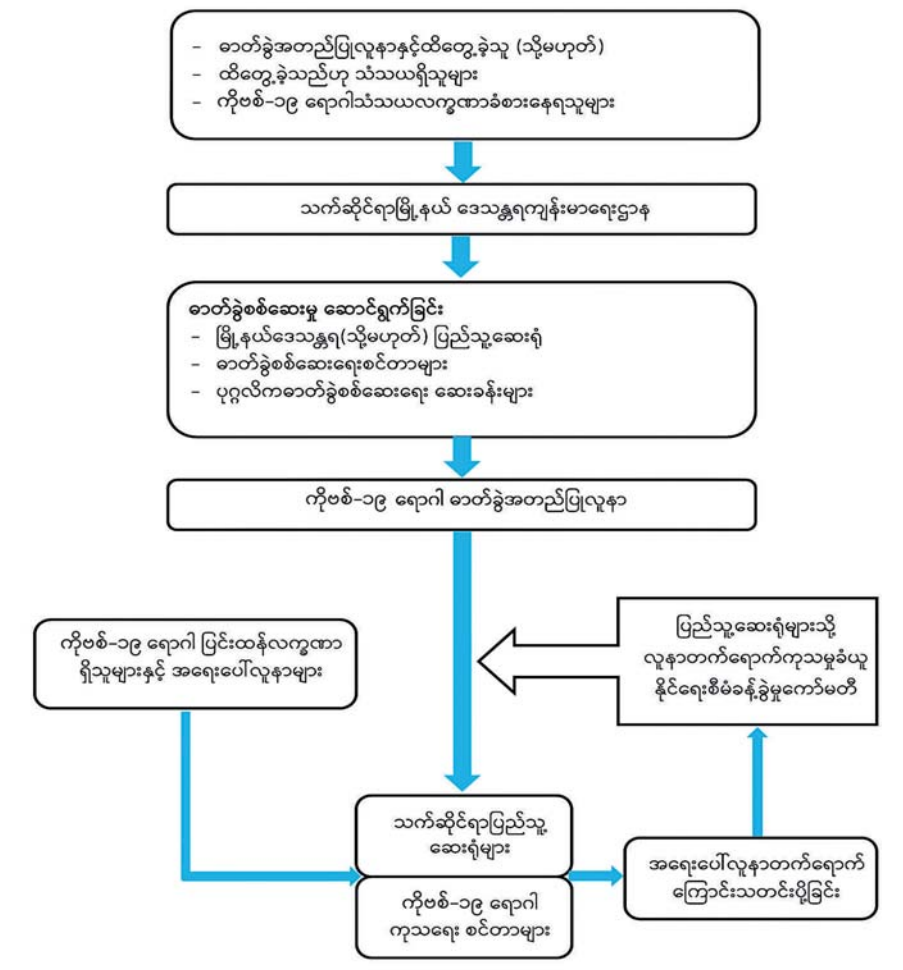 – ဓာတ်ခွဲအတည်ပြုလူနာနှင့်ထိတွေ့ခဲ့သူ (သို့မဟုတ်)
– ထိတွေ့ခဲ့သည်ဟု သံသယရှိသူများ
– ကိုဗစ်–၁၉ ရောဂါသံသယလက္ခဏာခံစားနေရသူများ
သက်ဆိုင်ရာမြို့နယ် ဒေသန္တရကျန်းမာရေးဌာန
ဓာတ်ခွဲစစ်ဆေးမှု ဆောင်ရွက်ခြင်း
– မြို့နယ်ဒေသန္တရ(သို့မဟုတ်) ပြည်သူ့ဆေးရုံ
– ဓာတ်ခွဲစစ်ဆေးရေးစင်တာများ
– ပုဂ္ဂလိကဓာတ်ခွဲစစ်ဆေးရေး ဆေးခန်းများ
ကိုဗစ်–၁၉ ရောဂါ ဓာတ်ခွဲအတည်ပြုလူနာ
ကိုဗစ်–၁၉ ရောဂါ ပြင်းထန်လက္ခဏာ
ရှိသူများနှင့် အရေးပေါ်လူနာများ
ပြည်သူ့ဆေးရုံများသို့
လူနာတက်ရောက်ကုသမှုခံယူ
နိုင်ရေးစီမံခန့်ခွဲမှုကော်မတီ
သက်ဆိုင်ရာပြည်သူ့
ဆေးရုံများ
ကိုဗစ်–၁၉ ရောဂါ
ကုသရေး စင်တာများ
အရေးပေါ်လူနာတက်ရောက်
ကြောင်းသတင်းပို့ခြင်း